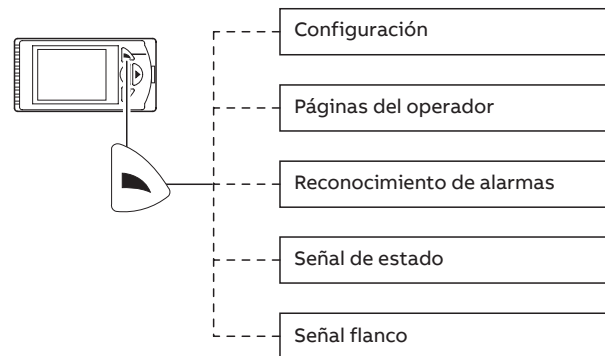 Configuración
Páginas del operador
Reconocimiento de alarmas
Señal de estado
Señal flanco